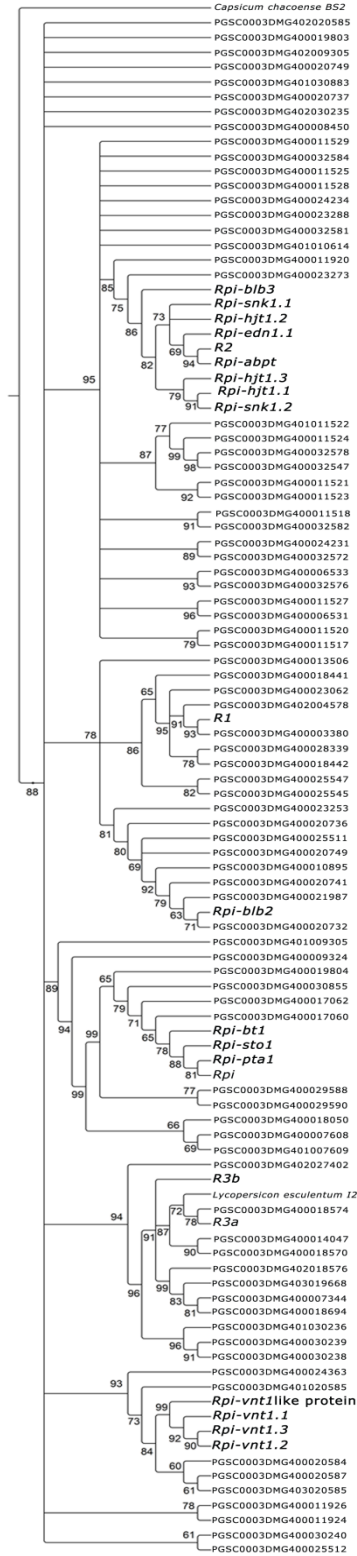 Capsicum chacoense BS2
PGSC0003DMG402020585
PGSC0003DMG400019803
PGSC0003DMG402009305
PGSC0003DMG400020749
PGSC0003DMG401030883
PGSC0003DMG400020737
PGSC0003DMG402030235
PGSC0003DMG400008450
PGSC0003DMG400011529
PGSC0003DMG400032584
PGSC0003DMG400011525
PGSC0003DMG400011528
PGSC0003DMG400024234
PGSC0003DMG400023288
PGSC0003DMG400032581
PGSC0003DMG401010614
PGSC0003DMG400011920
85
PGSC0003DMG400023273
75
Rpi-blb3
86
Rpi-snk1.1
73
Rpi-hjt1.2
Rpi-edn1.1
69
R2
82
94
Rpi-abpt
Rpi-hjt1.3
95
79
Rpi-hjt1.1
91
Rpi-snk1.2
PGSC0003DMG401011522
77
PGSC0003DMG400011524
99
PGSC0003DMG400032578
87
98
PGSC0003DMG400032547
PGSC0003DMG400011521
92
PGSC0003DMG400011523
PGSC0003DMG400011518
91
PGSC0003DMG400032582
PGSC0003DMG400024231
89
PGSC0003DMG400032572
PGSC0003DMG400006533
93
PGSC0003DMG400032576
PGSC0003DMG400011527
96
PGSC0003DMG400006531
PGSC0003DMG400011520
79
PGSC0003DMG400011517
PGSC0003DMG400013506
PGSC0003DMG400018441
65
PGSC0003DMG400023062
PGSC0003DMG402004578
91
R1
95
93
PGSC0003DMG400003380
78
86
PGSC0003DMG400028339
78
PGSC0003DMG400018442
PGSC0003DMG400025547
88
82
PGSC0003DMG400025545
PGSC0003DMG400023253
81
PGSC0003DMG400020736
80
PGSC0003DMG400025511
69
PGSC0003DMG400020749
PGSC0003DMG400010895
92
PGSC0003DMG400020741
79
PGSC0003DMG400021987
63
Rpi-blb2
71
PGSC0003DMG400020732
PGSC0003DMG401009305
PGSC0003DMG400009324
89
PGSC0003DMG400019804
65
PGSC0003DMG400030855
79
PGSC0003DMG400017062
71
PGSC0003DMG400017060
94
Rpi-bt1
65
99
Rpi-sto1
78
Rpi-pta1
88
Rpi
81
PGSC0003DMG400029588
77
99
PGSC0003DMG400029590
PGSC0003DMG400018050
66
PGSC0003DMG400007608
69
PGSC0003DMG401007609
PGSC0003DMG402027402
R3b
Lycopersicon esculentum I2
72
PGSC0003DMG400018574
94
91
87
78
R3a
PGSC0003DMG400014047
90
PGSC0003DMG400018570
PGSC0003DMG402018576
99
PGSC0003DMG403019668
83
PGSC0003DMG400007344
96
81
PGSC0003DMG400018694
PGSC0003DMG401030236
96
PGSC0003DMG400030239
91
PGSC0003DMG400030238
PGSC0003DMG400024363
93
PGSC0003DMG401020585
Rpi-vnt1like protein
99
73
Rpi-vnt1.1
Rpi-vnt1.3
92
84
90
Rpi-vnt1.2
PGSC0003DMG400020584
60
PGSC0003DMG400020587
61
PGSC0003DMG403020585
78
PGSC0003DMG400011926
PGSC0003DMG400011924
61
PGSC0003DMG400030240
PGSC0003DMG400025512